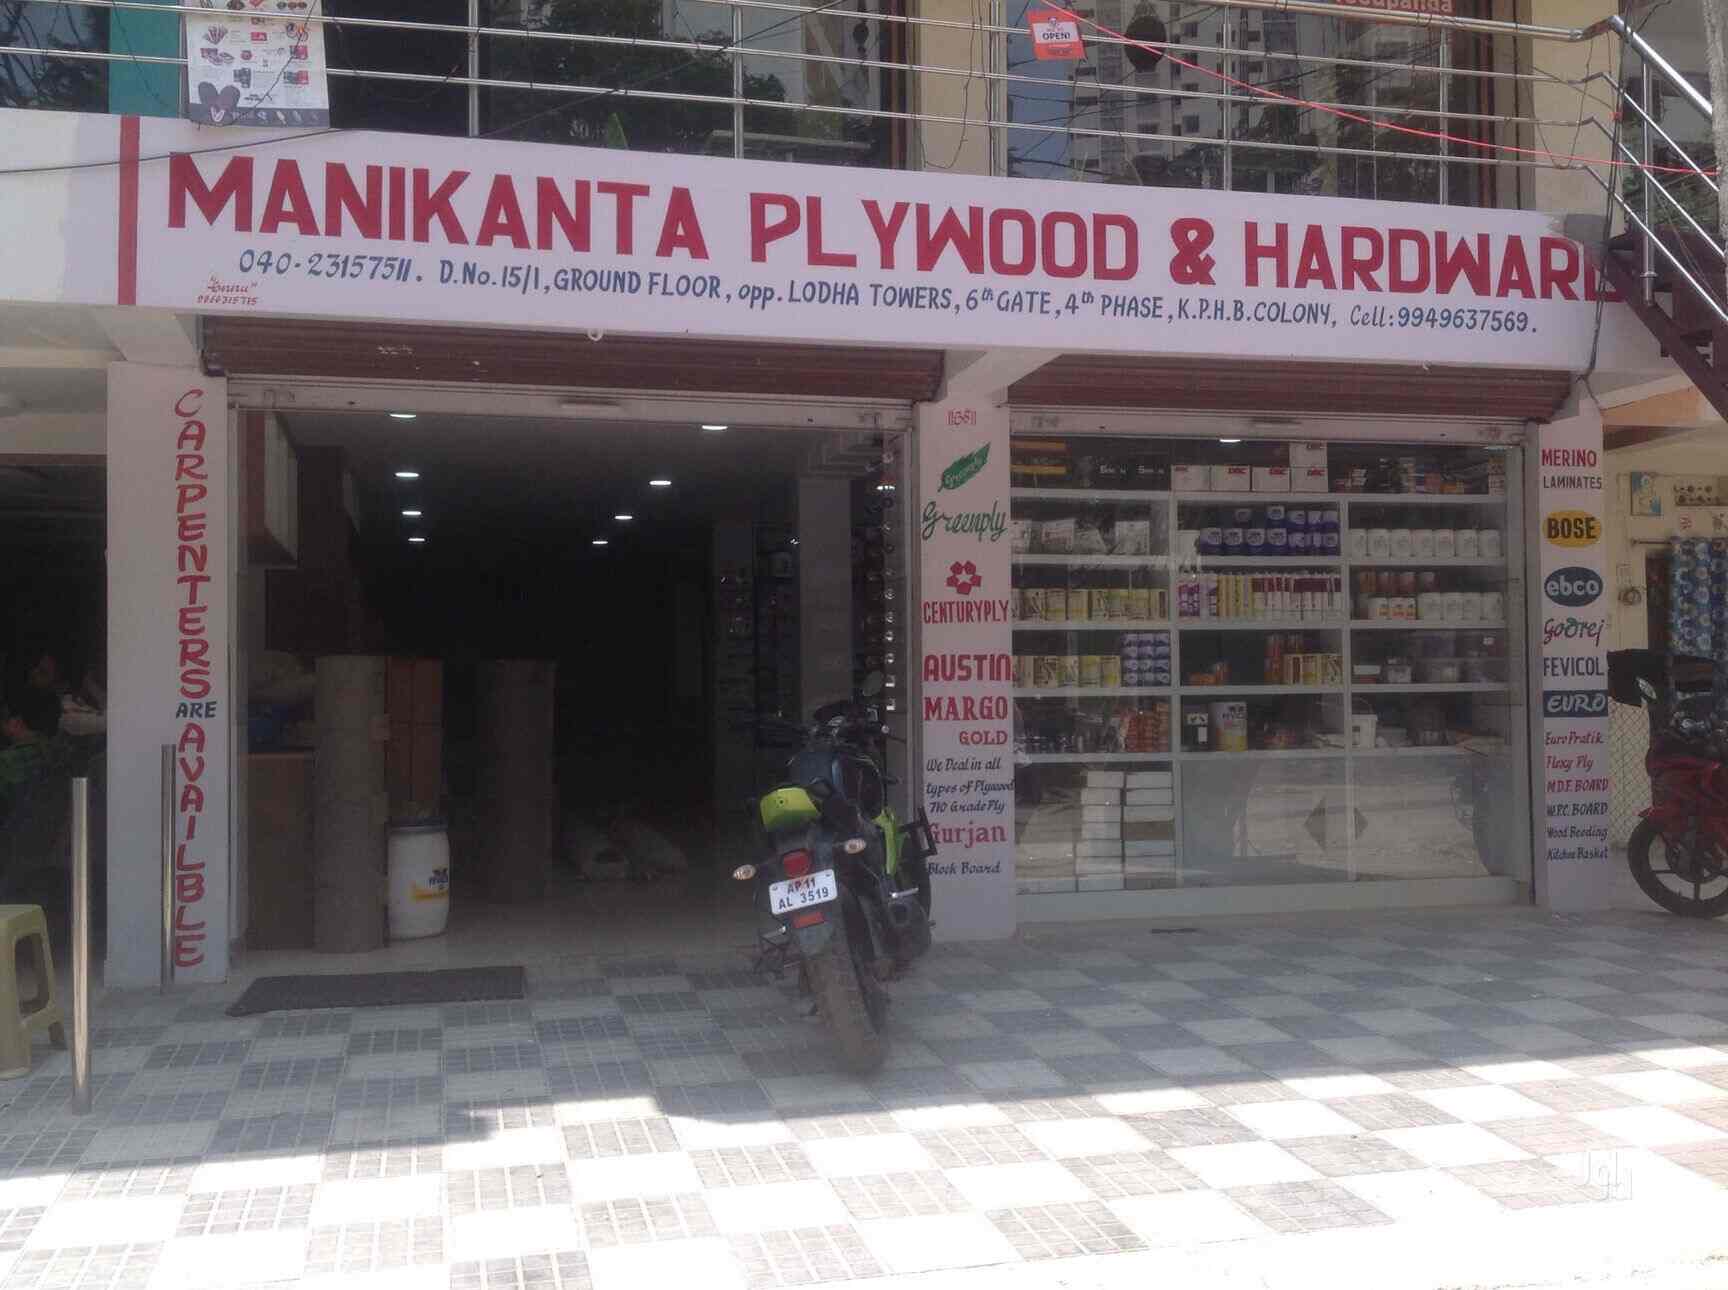 OPEN!
MANIKANTA PLYWOOD & HARDWARE
040-23157511. D.No.15/1, GROUND FLOOR, opp. LODHA TOWERS, 6th GATE, 4th PHASE, K.P.H.B. COLONY, Cell: 9949637569.
CARPENTERS ARE AVAILBLE
Greenply
CENTURYPLY
AUSTIN
MARGO
GOLD
We Deal in all
types of Plywood
710 Grade Ply
Gurjan
Block Board
MERINO
LAMINATES
BOSE
ebco
Godrej
FEVICOL
EURO
Euro Pratik
Flexy Ply
M.D.F. BOARD
W.P.C. BOARD
Wood Beeding
Kitchen Basket
AP 11
AL 3519
Jd